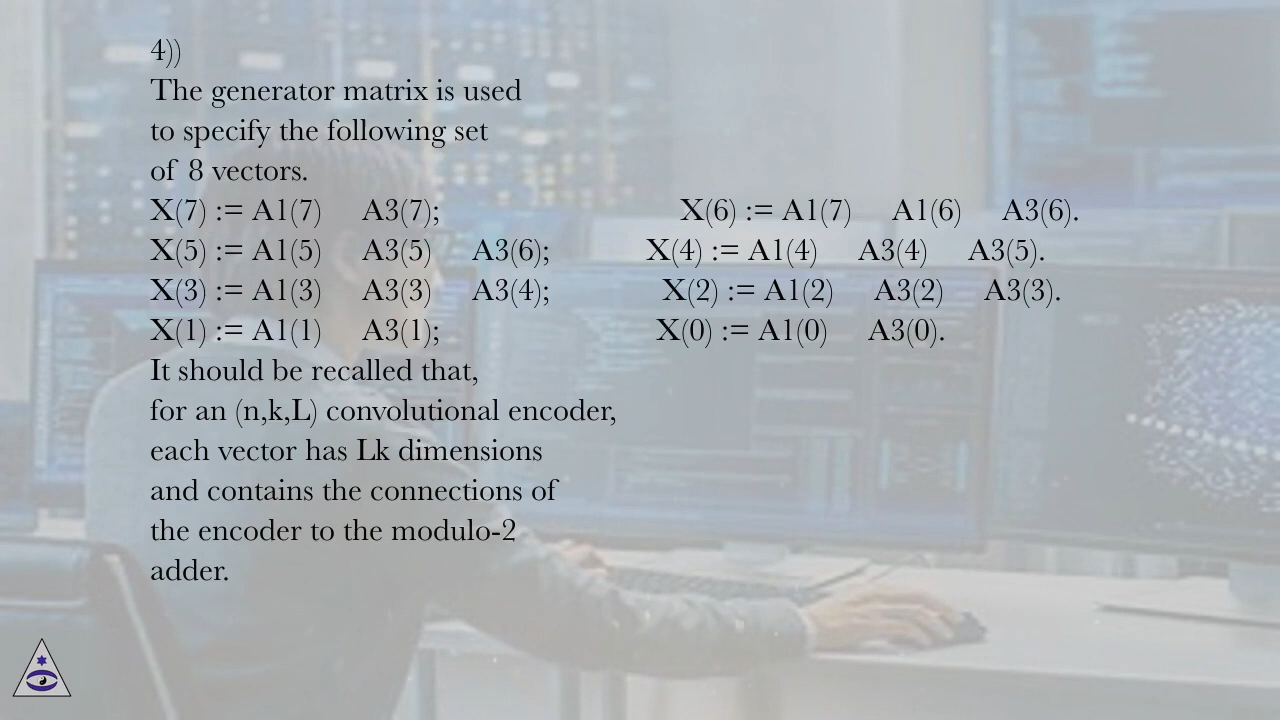 4))
The generator matrix is used
to specify the following set
of 8 vectors.
X(7) := A1(7) A3(7); X(6) := A1(7) A1(6) A3(6).
X(5) := A1(5) A3(5) A3(6); X(4) := A1(4) A3(4) A3(5).
X(3) := A1(3) A3(3) A3(4); X(2) := A1(2) A3(2) A3(3).
X(1) := A1(1) A3(1); X(0) := A1(0) A3(0).
It should be recalled that,
for an (n,k,L) convolutional encoder,
each vector has Lk dimensions
and contains the connections of
the encoder to the modulo-2
adder.